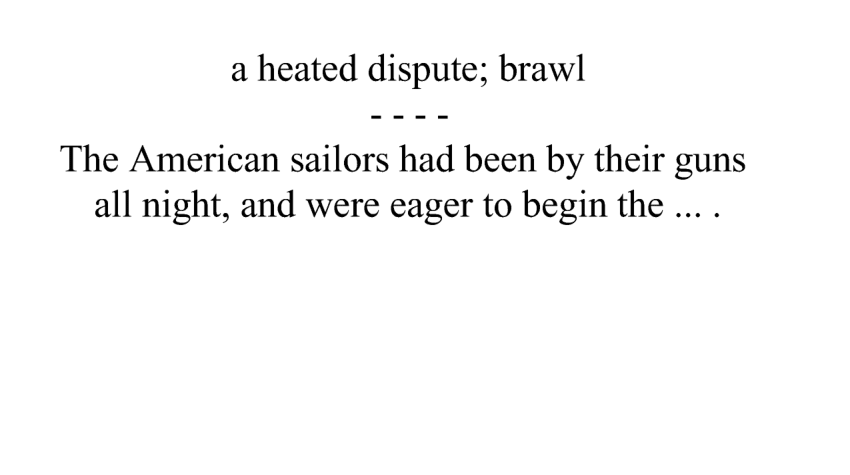 a heated dispute; brawl
- - - -
The American sailors had been by their guns
all night, and were eager to begin the ... .